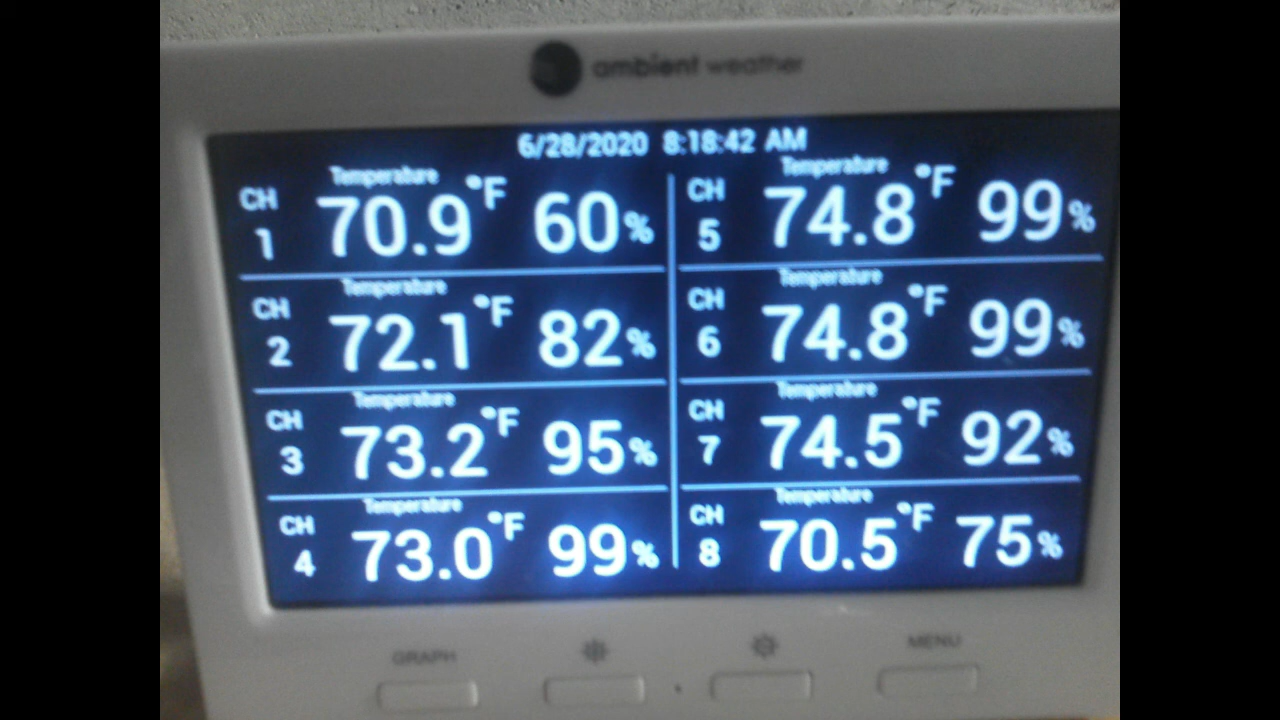 ambient weather
6/28/2020 8:18:42 AM
CH 1 Temperature 70.9 °F 60%
CH 2 Temperature 72.1 °F 82%
CH 3 Temperature 73.2 °F 95%
CH 4 Temperature 73.0 °F 99%
CH 5 Temperature 74.8 °F 99%
CH 6 Temperature 74.8 °F 99%
CH 7 Temperature 74.5 °F 92%
CH 8 Temperature 70.5 °F 75%
GRAPH MENU